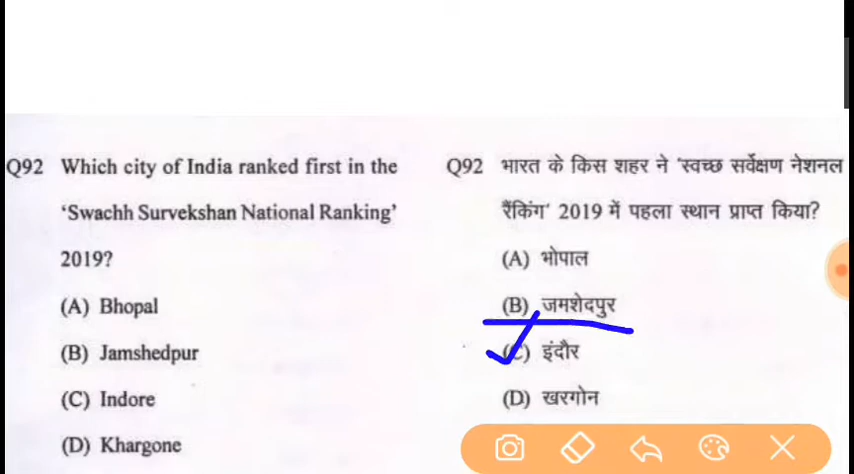 Q92 Which city of India ranked first in the
'Swachh Survekshan National Ranking'
2019?
(A) Bhopal
(B) Jamshedpur
(C) Indore
(D) Khargone
Q92 भारत के किस शहर ने 'स्वच्छ सर्वेक्षण नेशनल
रैंकिंग' 2019 में पहला स्थान प्राप्त किया?
(A) भोपाल
(B) जमशेदपुर
(C) इंदौर
(D) खरगोन